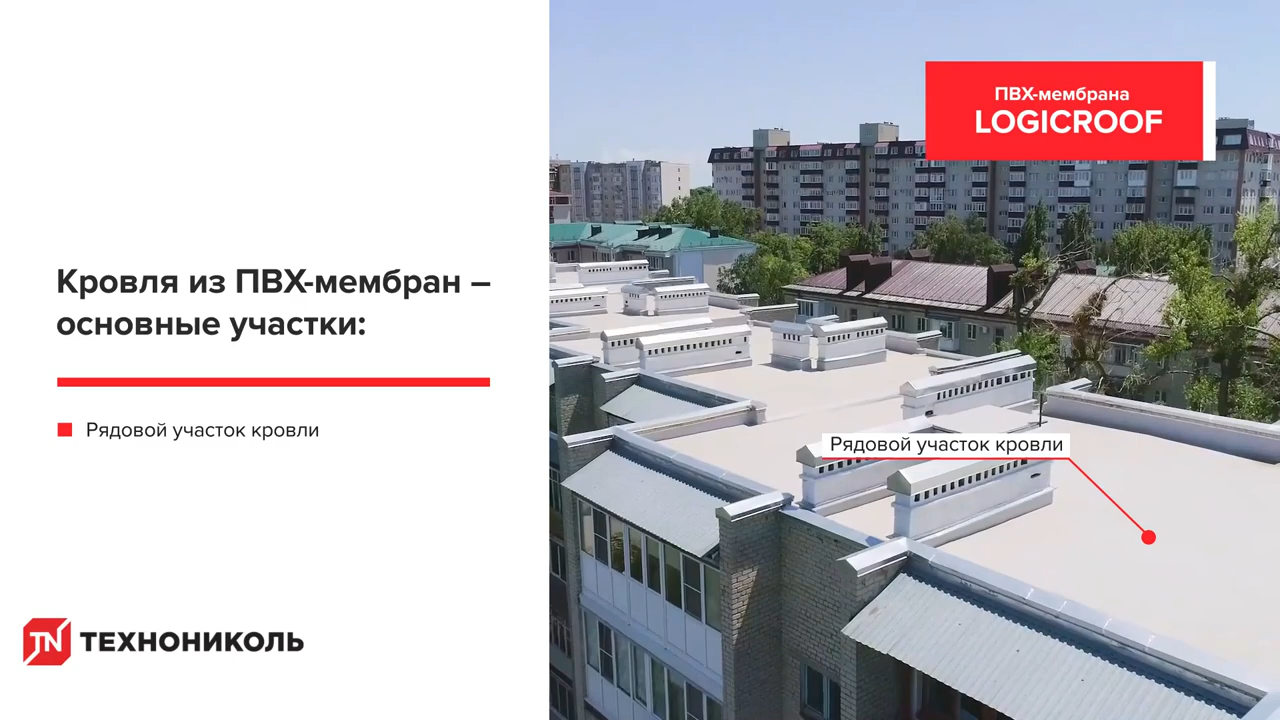 Кровля из ПВХ-мембран –
основные участки:
Рядовой участок кровли
ТЕХНОНИКОЛЬ
ПВХ-мембрана
LOGICROOF
Рядовой участок кровли